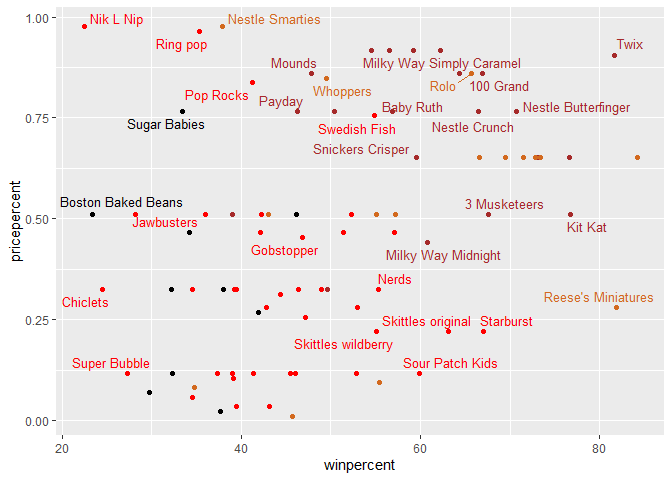 1.00
Nik L Nip
Nestle Smarties
Ring pop
Twix
Mounds
Milky Way Simply Caramel
Rolo
100 Grand
Whoppers
Pop Rocks
Payday
Baby Ruth
Nestle Butterfinger
0.75
Sugar Babies
Swedish Fish
Nestle Crunch
Snickers Crisper
Boston Baked Beans
3 Musketeers
0.50
Jawbusters
Kit Kat
Gobstopper
Milky Way Midnight
Nerds
Chiclets
Reese's Miniatures
0.25
Skittles original
Starburst
Skittles wildberry
Super Bubble
Sour Patch Kids
0.00
20
40
60
80
winpercent
pricepercent